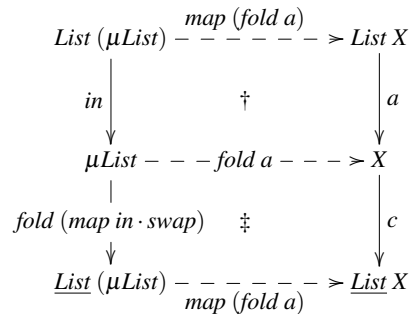 map (fold a)
List (μList) List X
in † a
μList fold a X
fold (map in · swap) ‡ c
List (μList) List X
map (fold a)